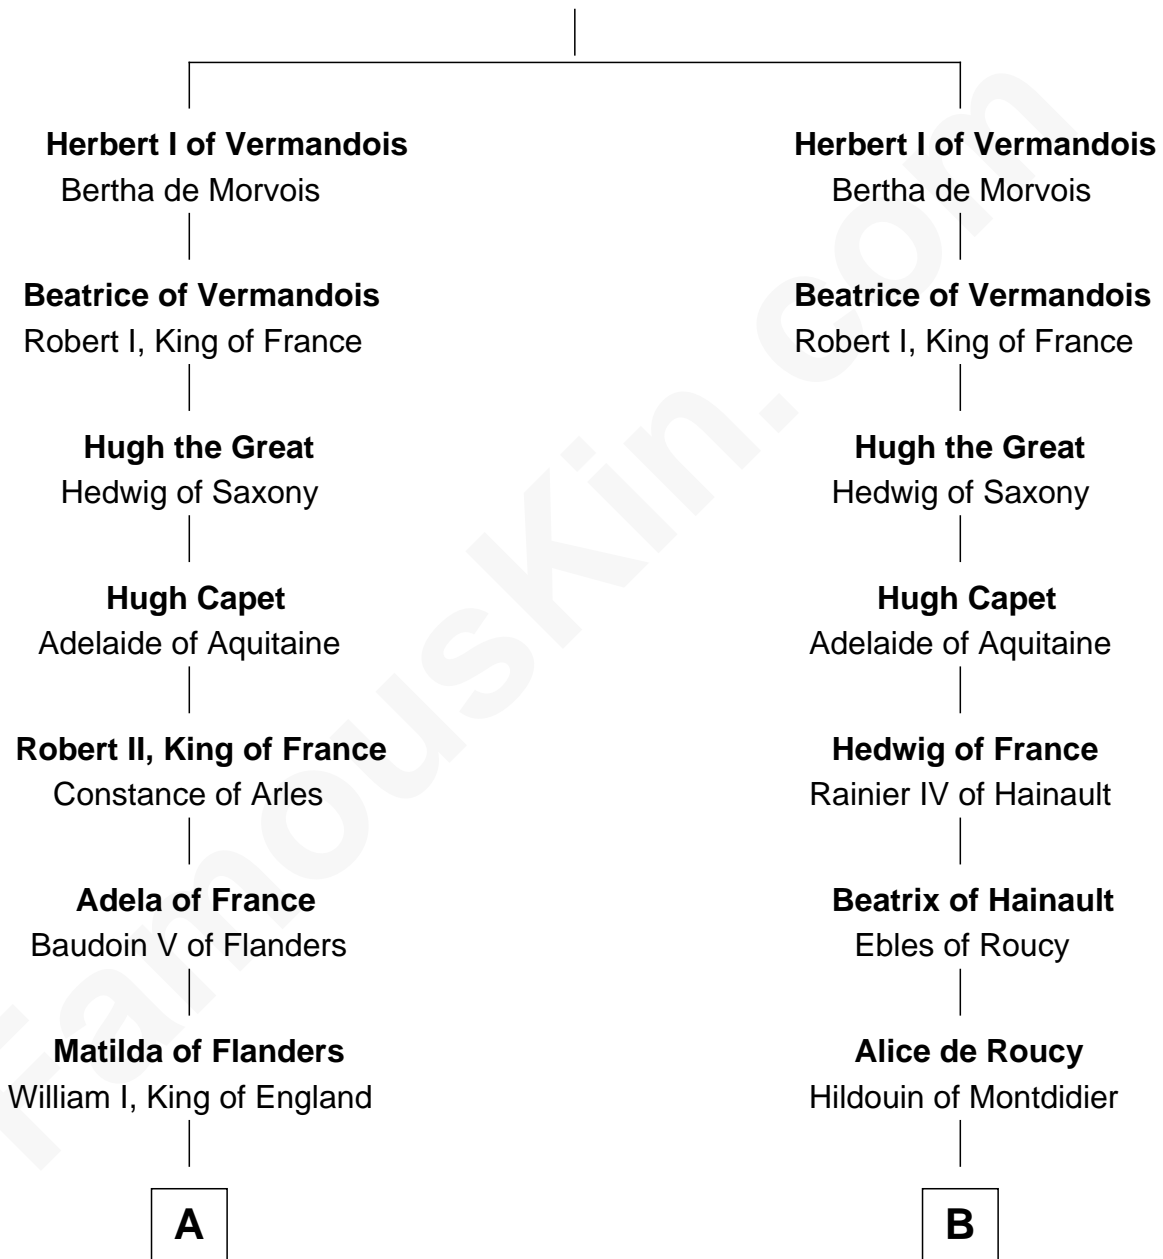 Herbert I of Vermandois
Bertha de Morvois
Beatrice of Vermandois
Robert I, King of France
Hugh the Great
Hedwig of Saxony
Hugh Capet
Adelaide of Aquitaine
Robert II, King of France
Constance of Arles
Adela of France
Baudoin V of Flanders
Matilda of Flanders
William I, King of England
A
Herbert I of Vermandois
Bertha de Morvois
Beatrice of Vermandois
Robert I, King of France
Hugh the Great
Hedwig of Saxony
Hugh Capet
Adelaide of Aquitaine
Hedwig of France
Rainier IV of Hainault
Beatrix of Hainault
Ebles of Roucy
Alice de Roucy
Hildouin of Montdidier
B
FamousKin.com